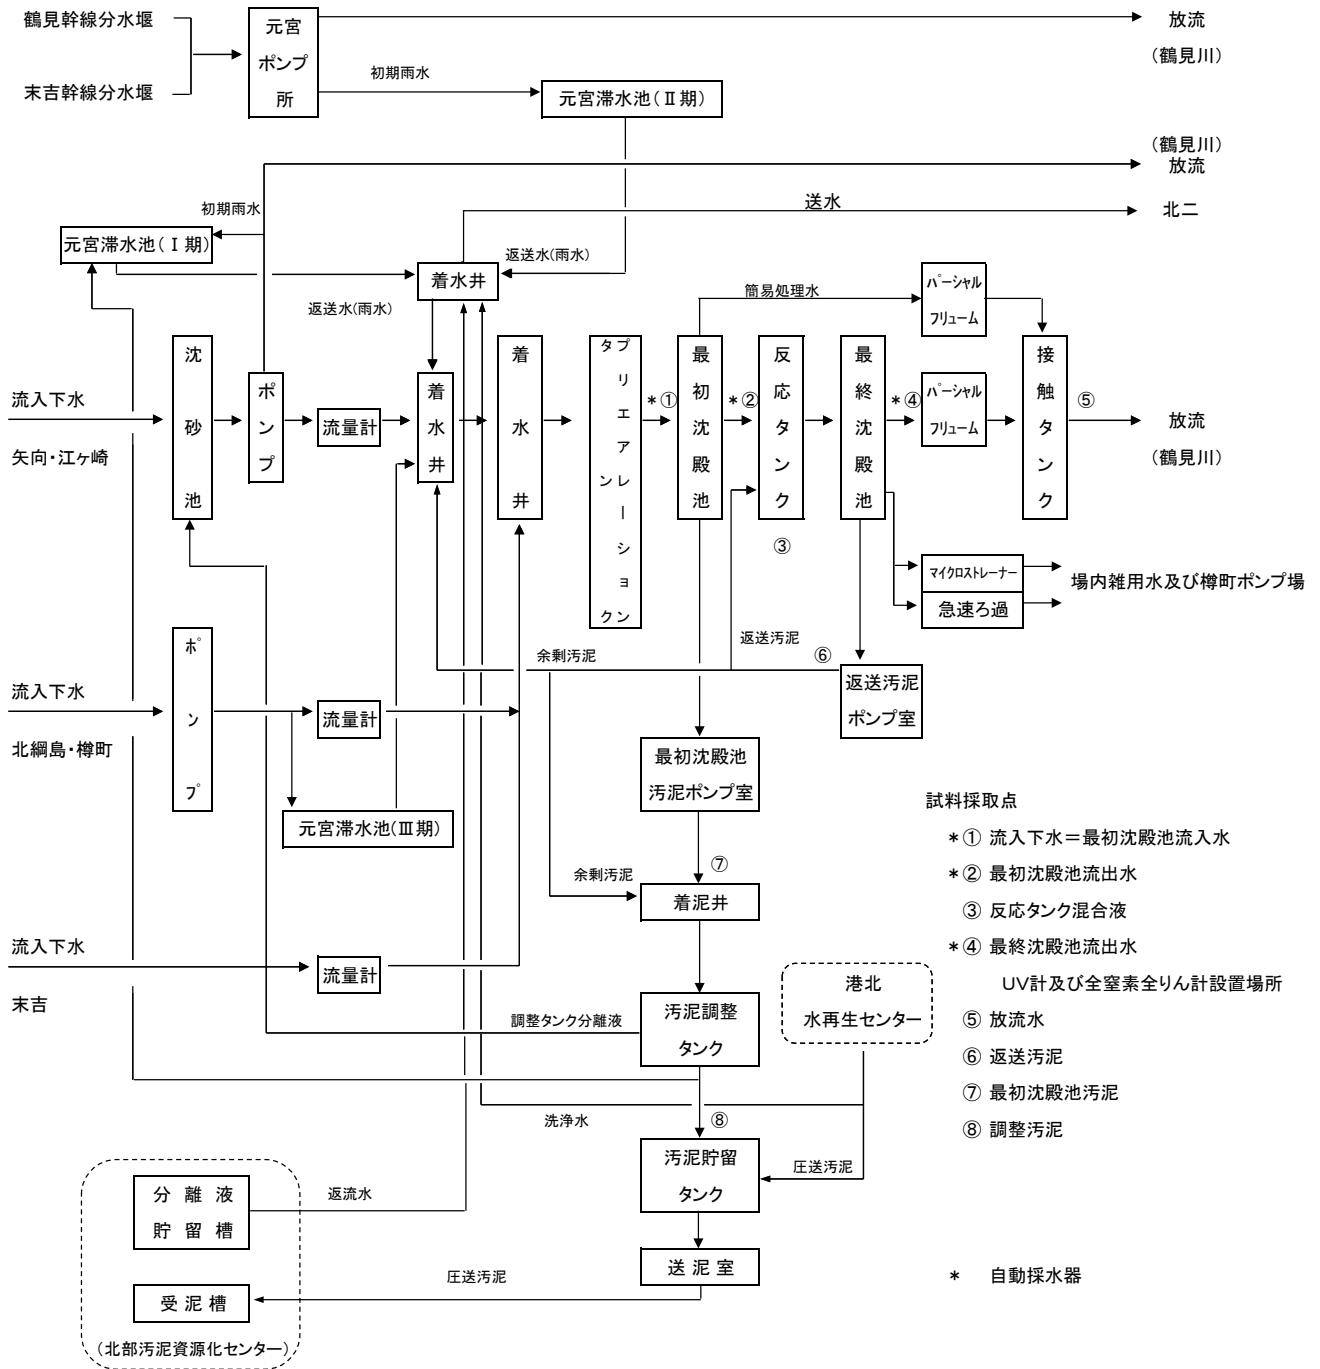 鶴見幹線分水堰
末吉幹線分水堰
元宮
ポンプ
所
放流
(鶴見川)
初期雨水
元宮滞水池(Ⅱ期)
(鶴見川)
放流
送水
北二
初期雨水
元宮滞水池(Ⅰ期)
返送水(雨水)
着水井
返送水(雨水)
簡易処理水
パーシャル
フリューム
流入下水
矢向・江ヶ崎
沈砂池
ポンプ
流量計
着水井
着水井
プリエアレーション
タンク
*①
最初沈殿池
*②
反応タンク
③
最終沈殿池
*④
パーシャル
フリューム
接触タンク
⑤
放流
(鶴見川)
マイクロストレーナー
急速ろ過
場内雑用水及び樽町ポンプ場
返送汚泥
余剰汚泥
⑥
返送汚泥
ポンプ室
流入下水
北綱島・樽町
ポンプ
流量計
元宮滞水池(Ⅲ期)
最初沈殿池
汚泥ポンプ室
⑦
余剰汚泥
着泥井
流入下水
末吉
流量計
調整タンク分離液
汚泥調整
タンク
港北
水再生センター
洗浄水
⑧
汚泥貯留
タンク
圧送汚泥
分離液
貯留槽
返流水
送泥室
圧送汚泥
受泥槽
(北部汚泥資源化センター)
試料採取点
*① 流入下水=最初沈殿池流入水
*② 最初沈殿池流出水
③ 反応タンク混合液
*④ 最終沈殿池流出水
UV計及び全窒素全りん計設置場所
⑤ 放流水
⑥ 返送汚泥
⑦ 最初沈殿池汚泥
⑧ 調整汚泥
* 自動採水器